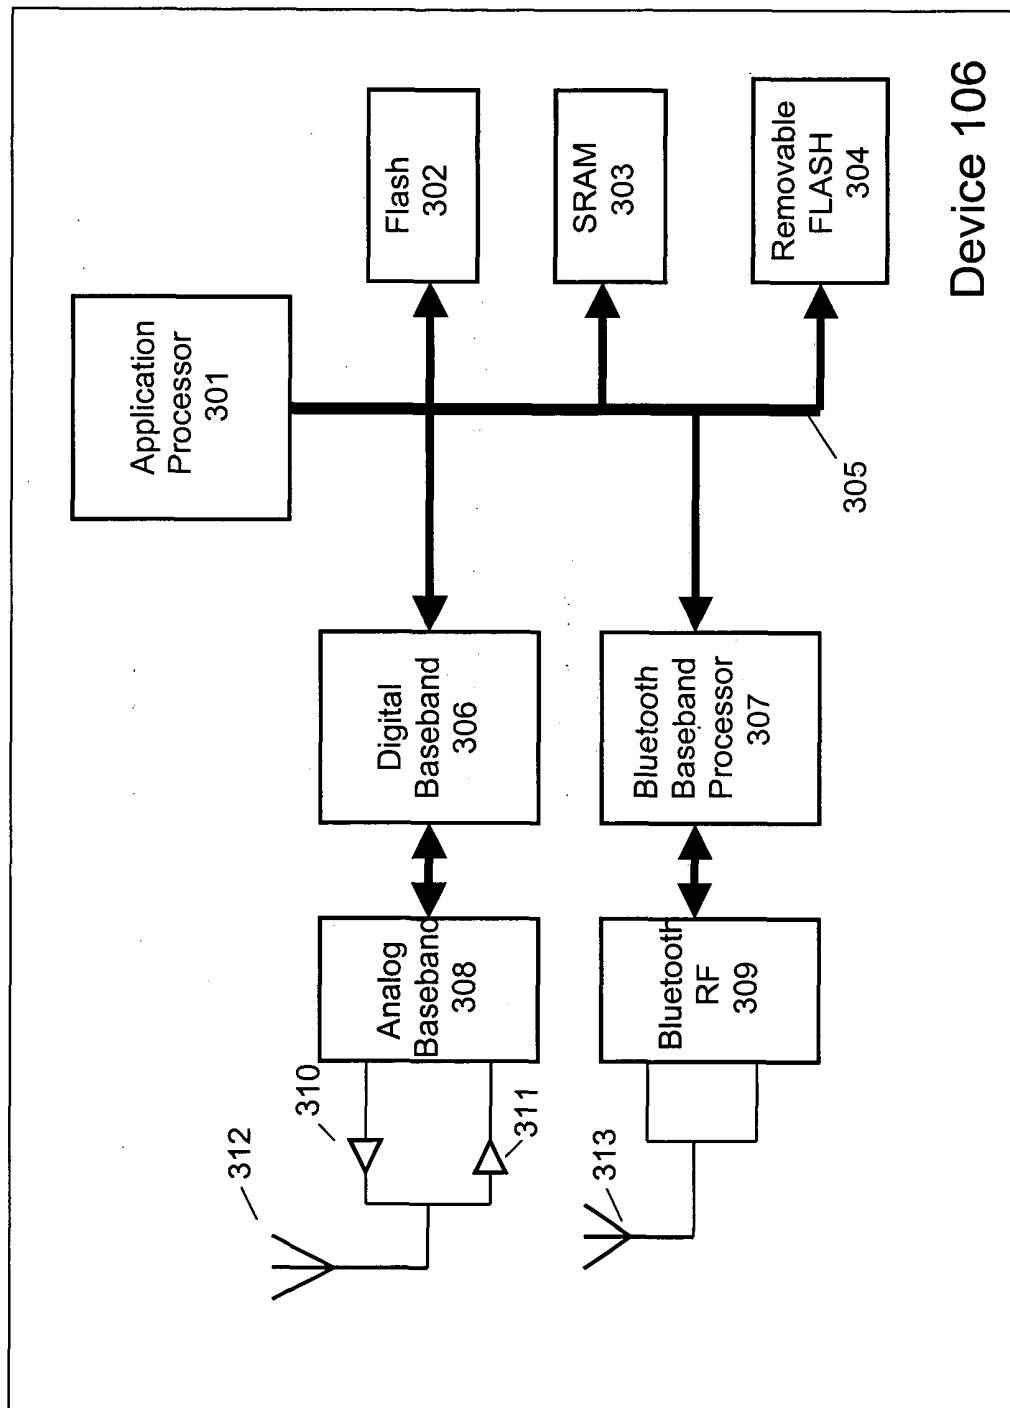 Application
Processor
301
Flash
302
SRAM
303
Removable
FLASH
304
305
Digital
Baseband
306
Bluetooth
Baseband
Processor
307
Analog
Baseband
308
Bluetooth
RF
309
310
311
312
313
Device 106